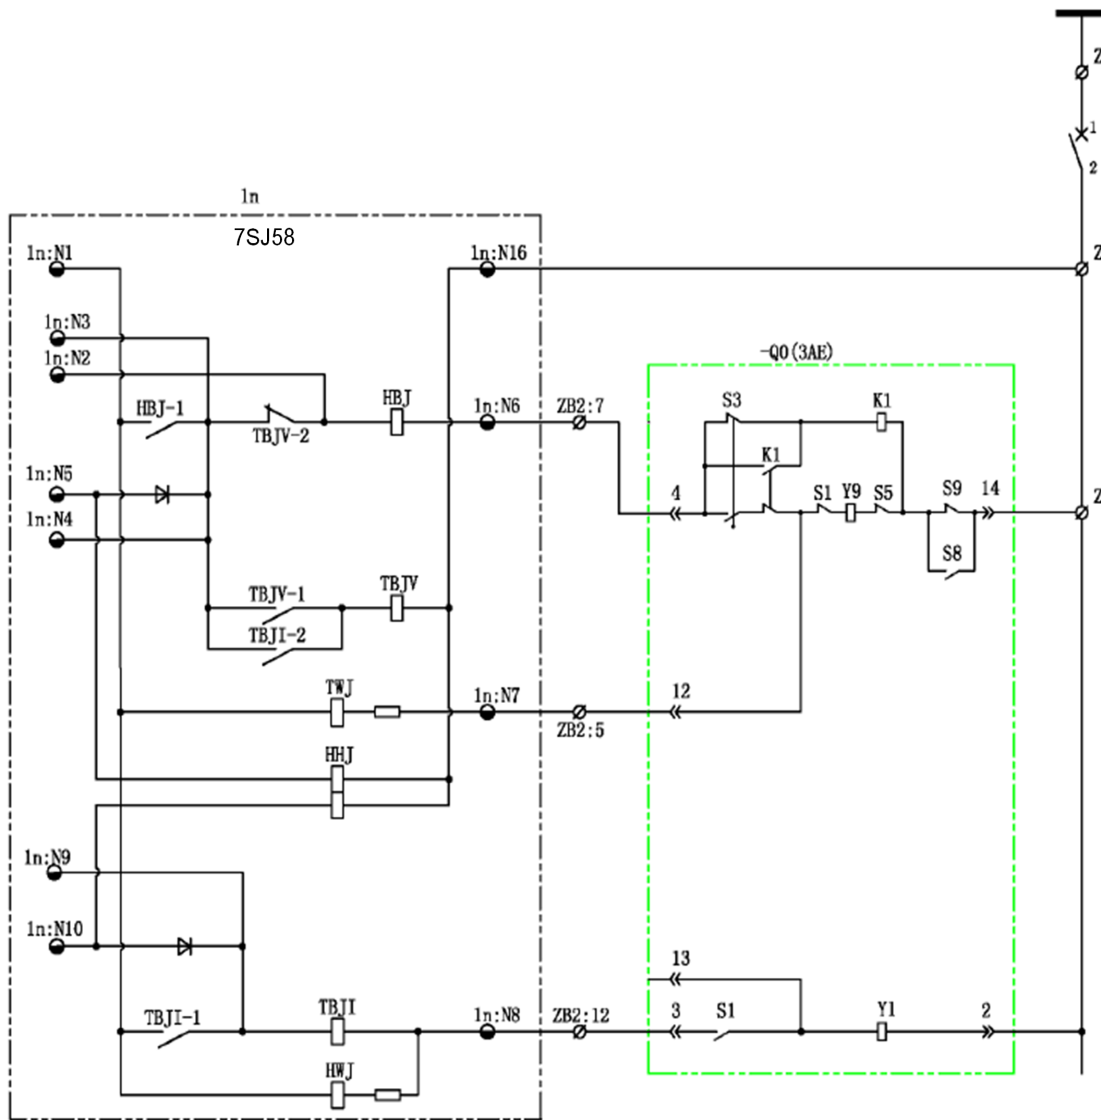 Z
1
2
1n
7SJ58
1n:N1
1n:N16
Z
1n:N3
1n:N2
-Q0(3AE)
HBJ-1
TBJV-2
HBJ
1n:N6
ZB2:7
S3
K1
K1
1n:N5
4
S1
Y9
S5
S9
14
Z
1n:N4
S8
TBJV-1
TBJV
TBJI-2
TWJ
1n:N7
ZB2:5
12
HHJ
1n:N9
1n:N10
13
TBJI-1
TBJI
1n:N8
ZB2:12
3
S1
Y1
2
HWJ